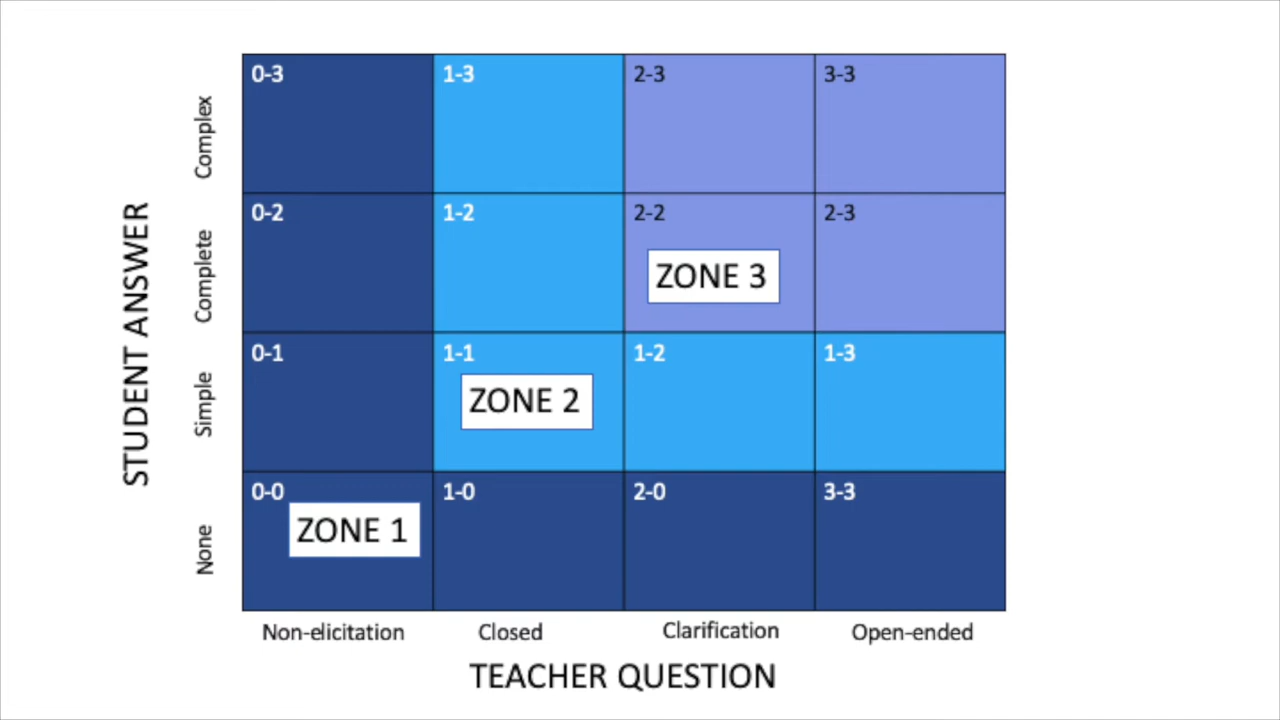 0-3
1-3
2-3
3-3
Complex
0-2
1-2
2-2
2-3
Complete
ZONE 3
STUDENT ANSWER
0-1
1-1
1-2
1-3
Simple
ZONE 2
0-0
1-0
2-0
3-3
None
ZONE 1
Non-elicitation
Closed
Clarification
Open-ended
TEACHER QUESTION